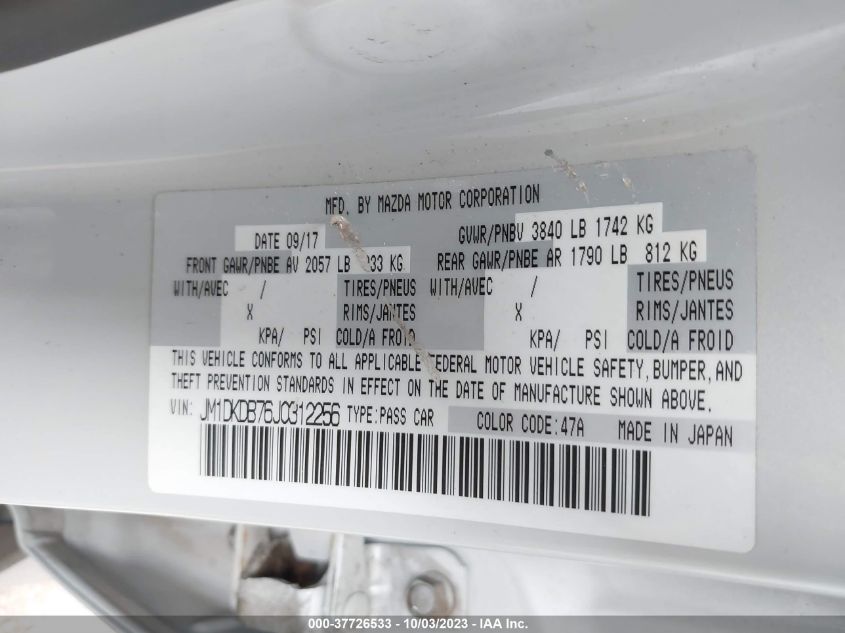 MFD. BY MAZDA MOTOR CORPORATION
DATE 09/17 GVWR/PNBV 3840 LB 1742 KG
FRONT GAWR/PNBE AV 2057 LB 33 KG REAR GAWR/PNBE AR 1790 LB 812 KG
WITH/AVEC / TIRES/PNEUS WITH/AVEC / TIRES/PNEUS
X RIMS/JANTES X RIMS/JANTES
KPA/ PSI COLD/A FROID KPA/ PSI COLD/A FROID
THIS VEHICLE CONFORMS TO ALL APPLICABLE FEDERAL MOTOR VEHICLE SAFETY, BUMPER, AND
THEFT PREVENTION STANDARDS IN EFFECT ON THE DATE OF MANUFACTURE SHOWN ABOVE.
VIN: JM1DKDB76J0312256 TYPE:PASS CAR COLOR CODE:47A MADE IN JAPAN
000-37726533 - 10/03/2023 - IAA Inc.